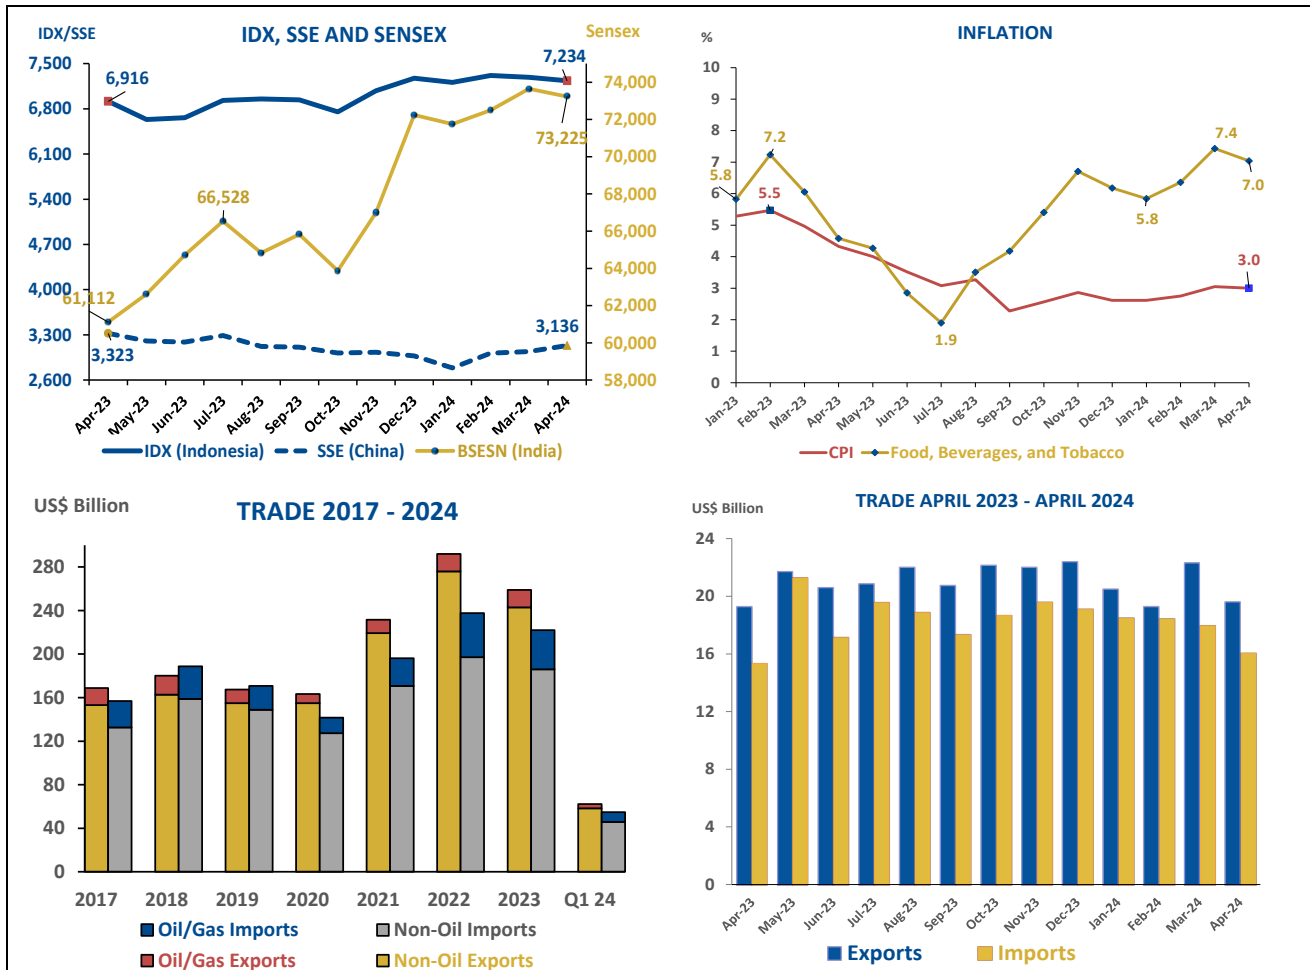 IDX/SSE
IDX, SSE AND SENSEX
Sensex
7,500
6,800
6,100
5,400
4,700
4,000
3,300
2,600
74,000
72,000
70,000
68,000
66,000
64,000
62,000
60,000
58,000
6,916
7,234
73,225
66,528
61,112
3,323
3,136
Apr-23
May-23
Jun-23
Jul-23
Aug-23
Sep-23
Oct-23
Nov-23
Dec-23
Jan-24
Feb-24
Mar-24
Apr-24
IDX (Indonesia)
SSE (China)
BSESN (India)
%
INFLATION
10
9
8
7
6
5
4
3
2
1
0
5.8
7.2
5.5
1.9
5.8
7.4
7.0
3.0
Jan-23
Feb-23
Mar-23
Apr-23
May-23
Jun-23
Jul-23
Aug-23
Sep-23
Oct-23
Nov-23
Dec-23
Jan-24
Feb-24
Mar-24
Apr-24
CPI
Food, Beverages, and Tobacco
US$ Billion
TRADE 2017 - 2024
280
240
200
160
120
80
40
0
2017
2018
2019
2020
2021
2022
2023
Q1 24
Oil/Gas Imports
Non-Oil Imports
Oil/Gas Exports
Non-Oil Exports
TRADE APRIL 2023 - APRIL 2024
US$ Billion
24
20
16
12
8
4
0
Apr-23
May-23
Jun-23
Jul-23
Aug-23
Sep-23
Oct-23
Nov-23
Dec-23
Jan-24
Feb-24
Mar-24
Apr-24
Exports
Imports